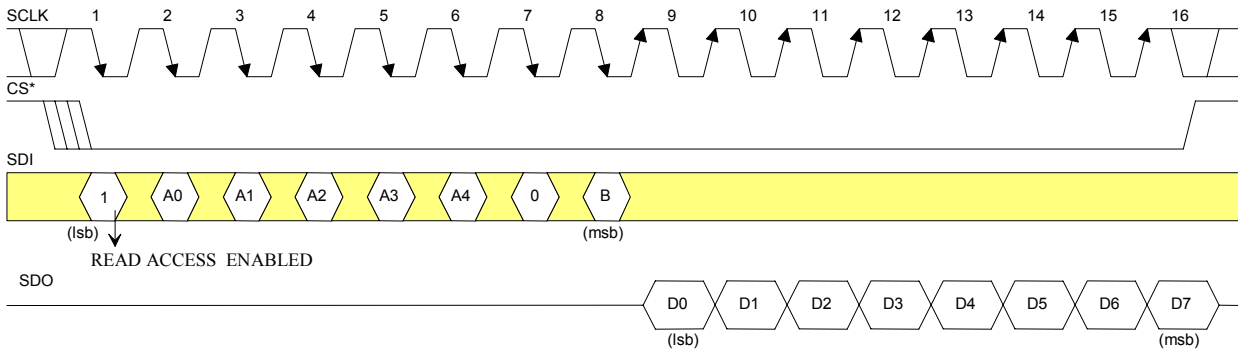 SCLK 1 2 3 4 5 6 7 8 9 10 11 12 13 14 15 16
CS*
SDI
1 A0 A1 A2 A3 A4 0 B
(lsb) (msb)
READ ACCESS ENABLED
SDO
D0 D1 D2 D3 D4 D5 D6 D7
(lsb) (msb)